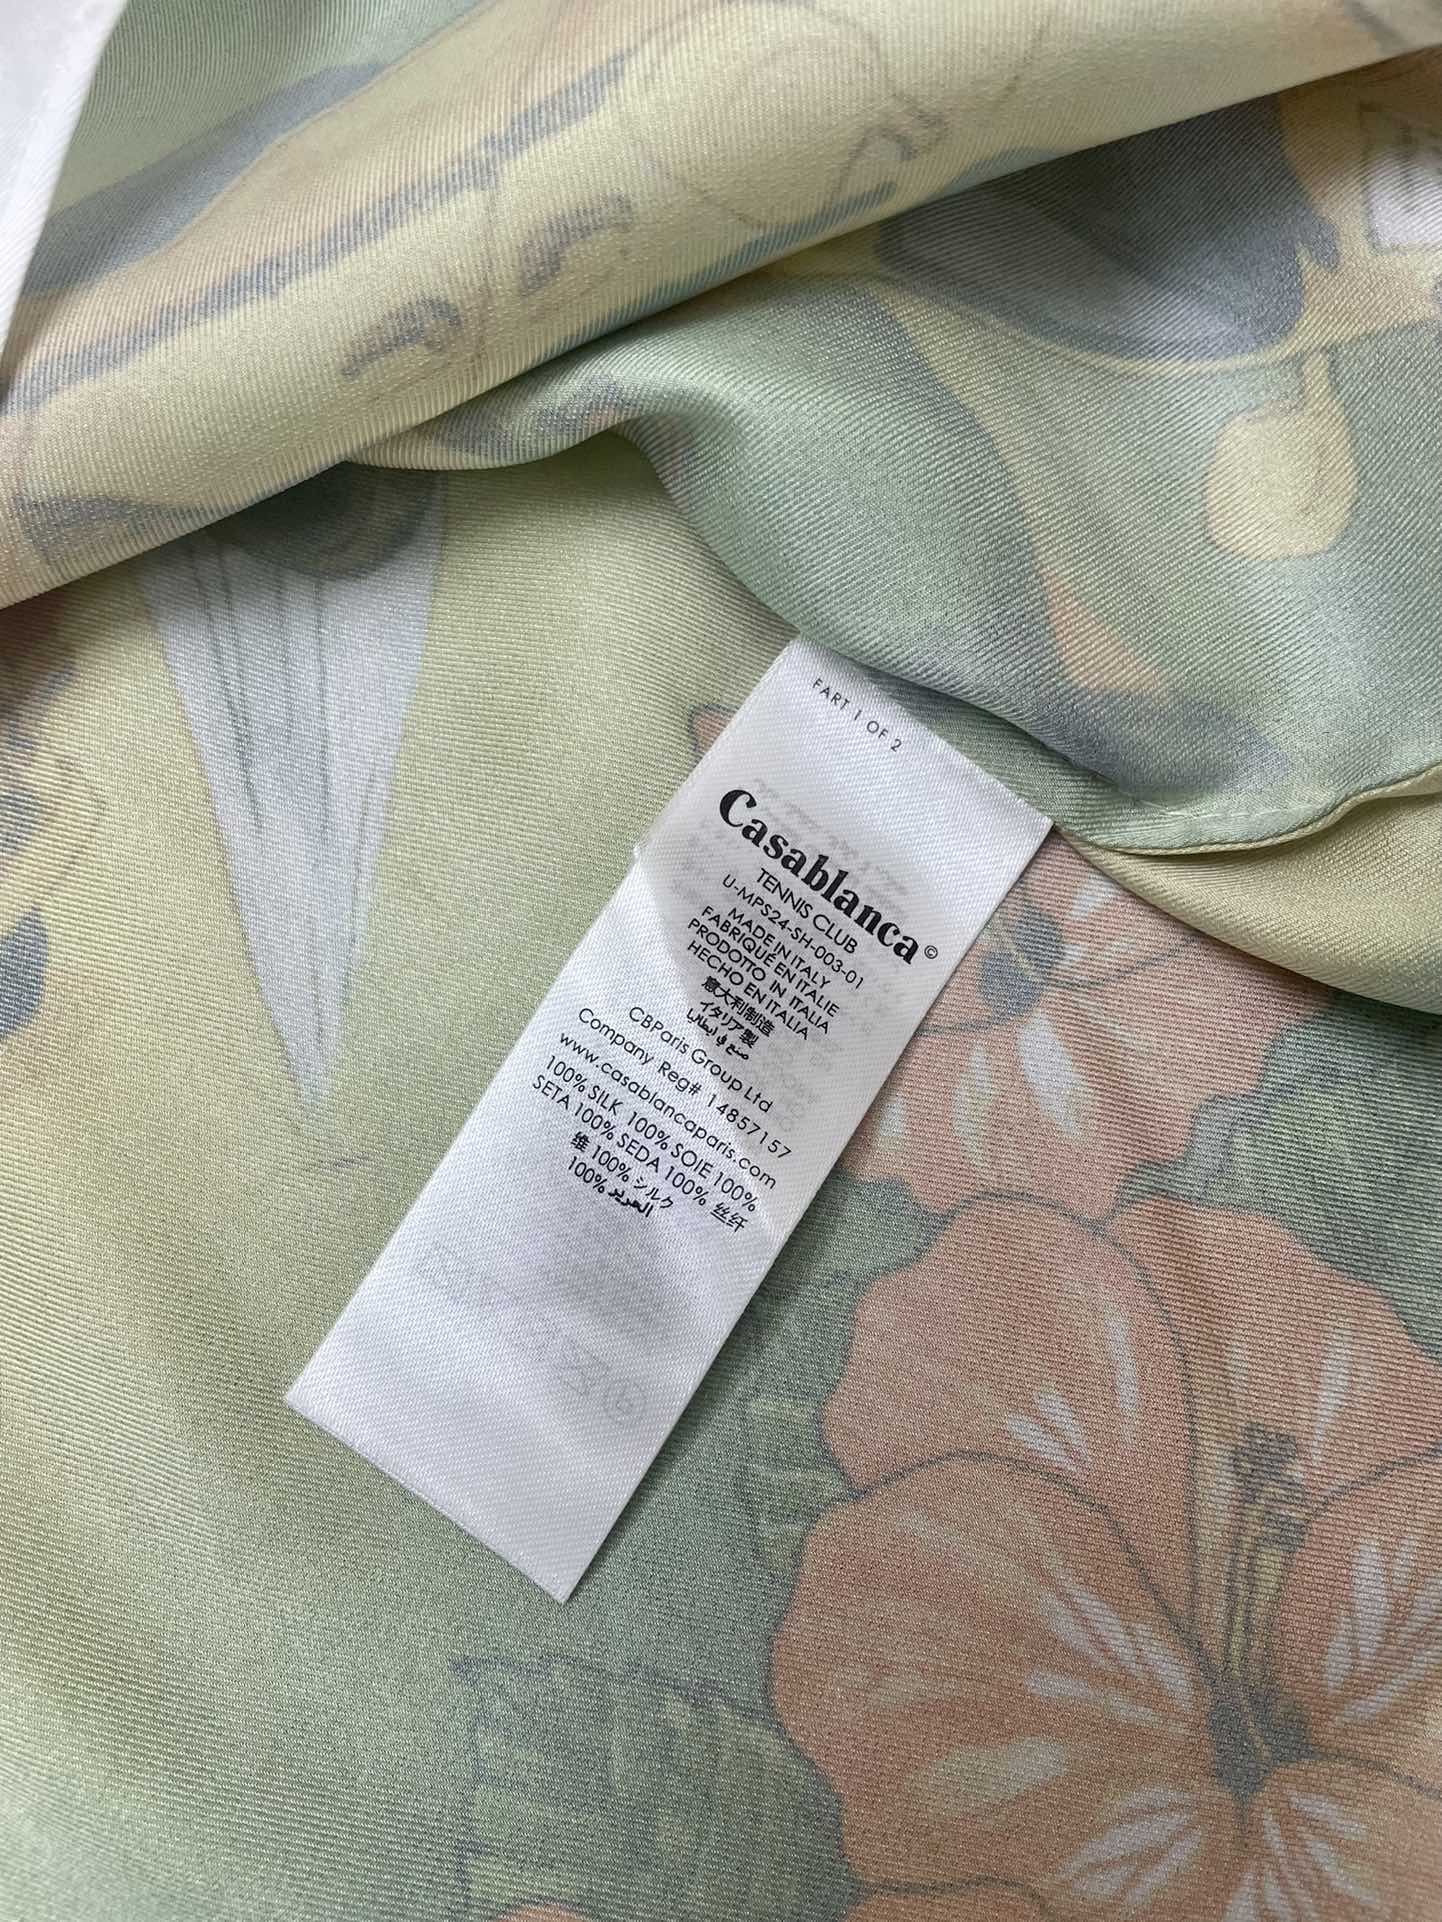 FART 1 OF 2
Casablanca©
TENNIS CLUB
U-MPS24-SH-003-01
MADE IN ITALY
FABRIQUÉ EN ITALIE
PRODOTTO IN ITALIA
HECHO EN ITALIA
意大利制造
イタリア製
صنع في ايطاليا
CBParis Group Ltd
Company Reg# 14857157
www.casablancaparis.com
100% SILK 100% SOIE 100%
SETA 100% SEDA 100% 丝纤
维 100% シルク
100% الحرير